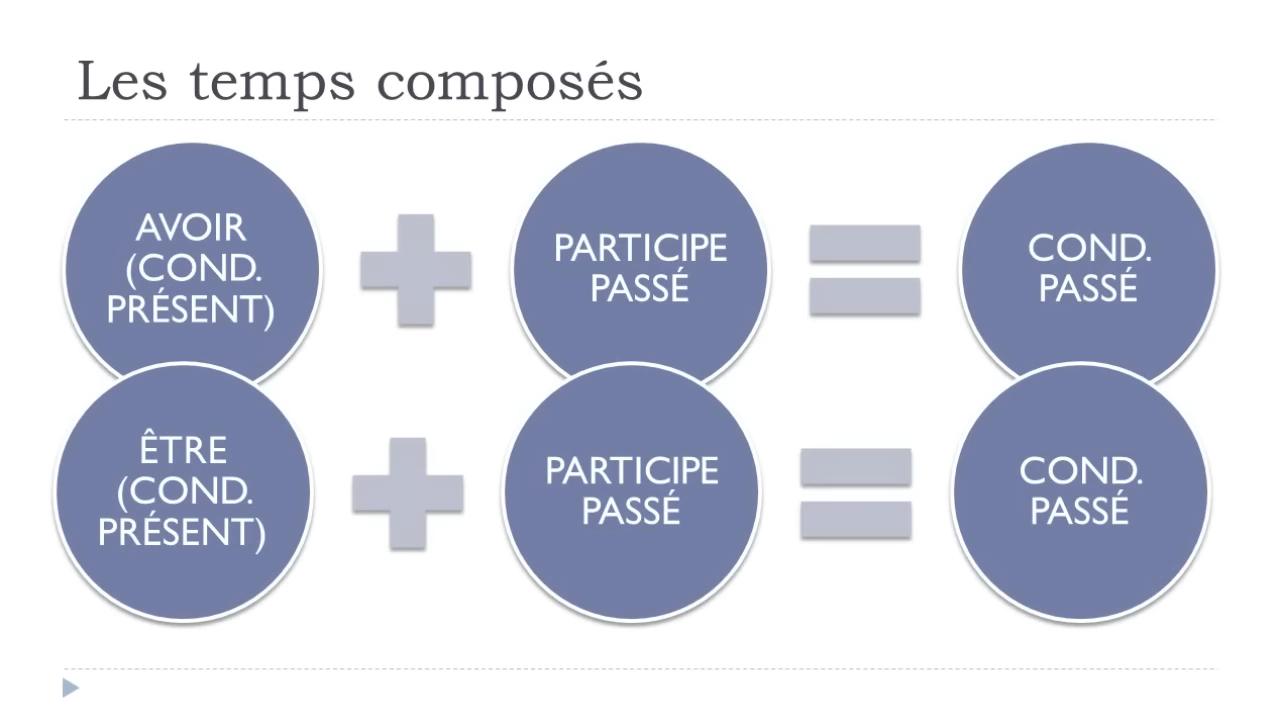 Les temps composés
AVOIR
(COND.
PRÉSENT)
PARTICIPE
PASSÉ
COND.
PASSÉ
ÊTRE
(COND.
PRÉSENT)
PARTICIPE
PASSÉ
COND.
PASSÉ